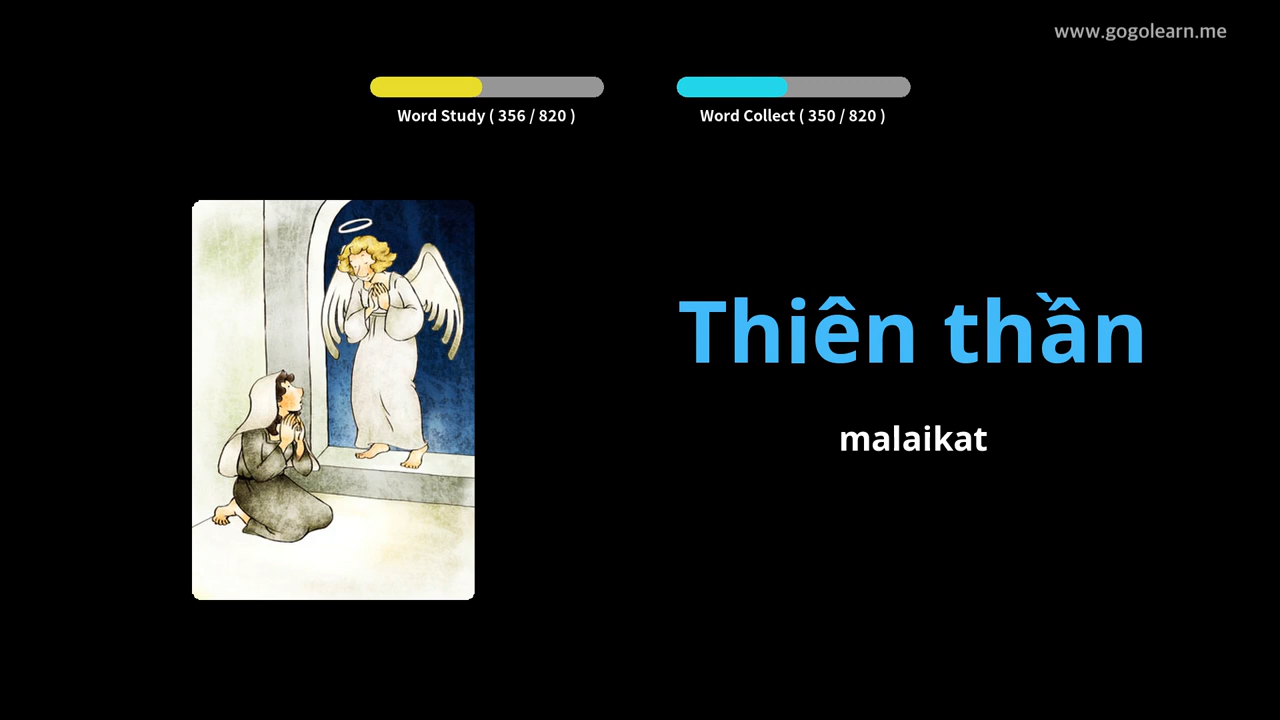 www.gogolearn.me
Word Study ( 356 / 820 )
Word Collect ( 350 / 820 )
Thiên thần
malaikat